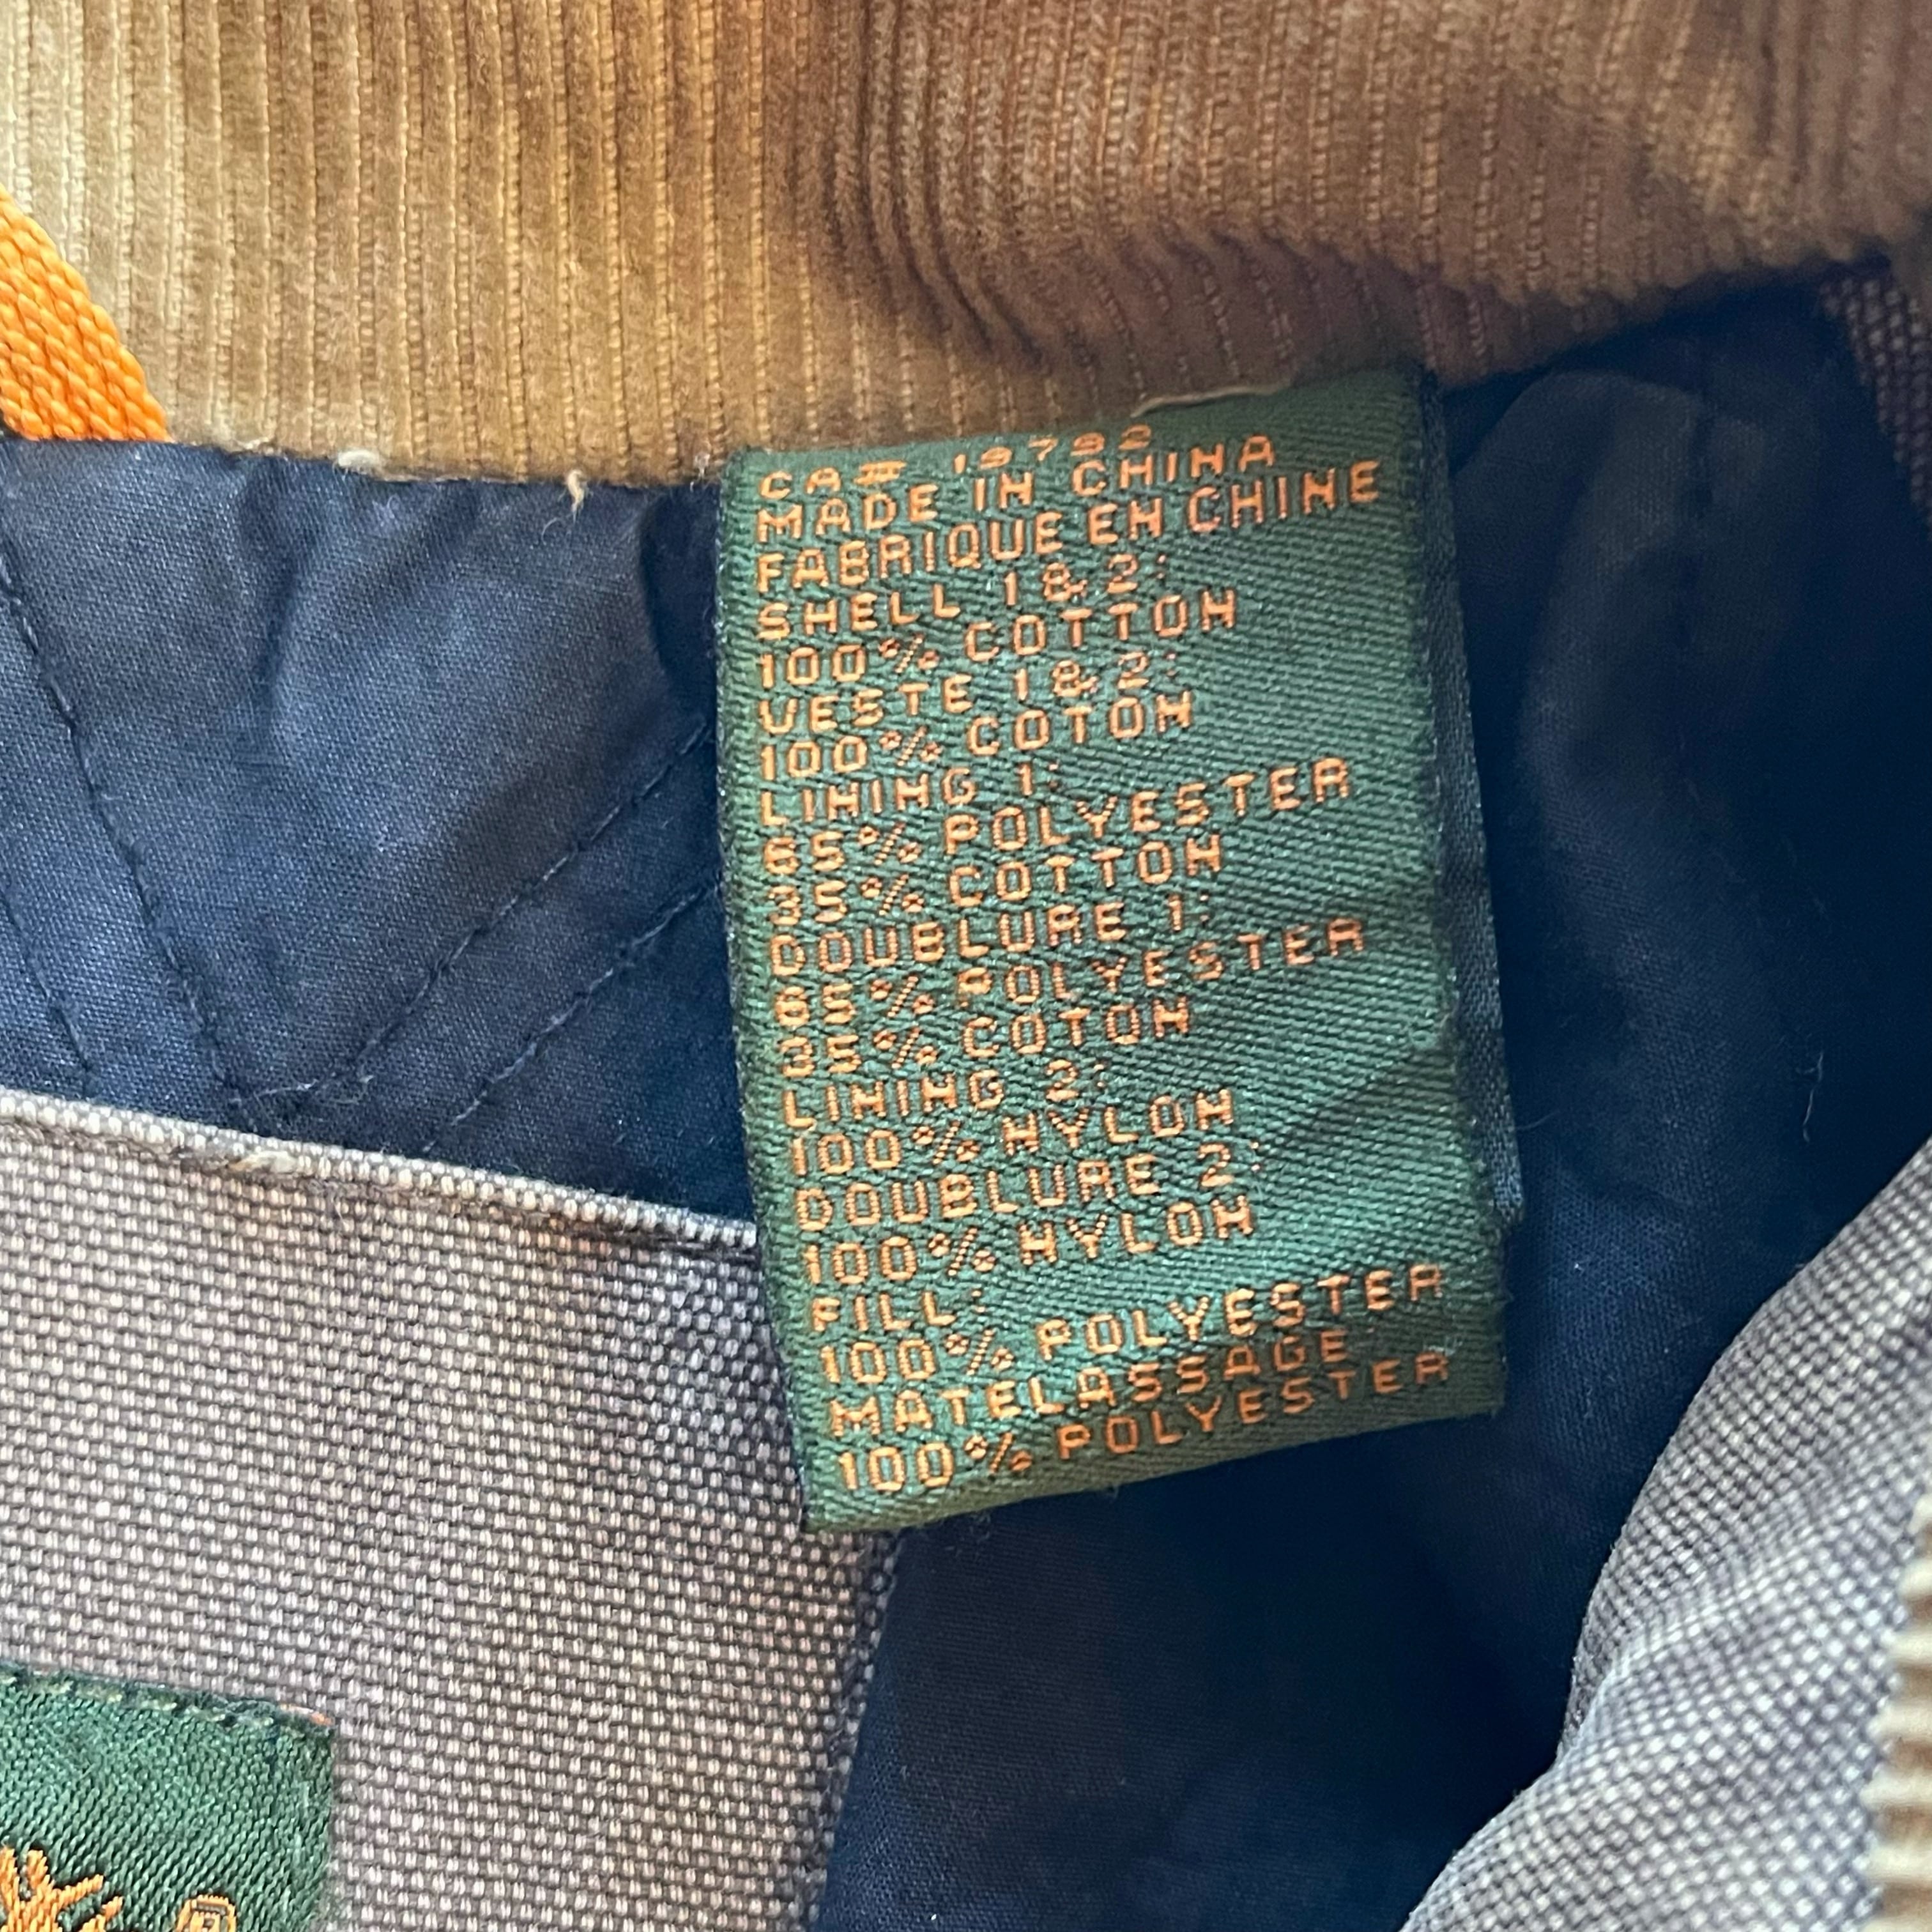 CA# 19792
MADE IN CHINA
FABRIQUE EN CHINE
SHELL 1&2:
100% COTTON
VESTE 1&2:
100% COTON
LINING 1:
65% POLYESTER
35% COTTON
DOUBLURE 1:
65% POLYESTER
35% COTON
LINING 2:
100% NYLON
DOUBLURE 2:
100% NYLON
FILL:
100% POLYESTER
MATELASSAGE:
100% POLYESTER